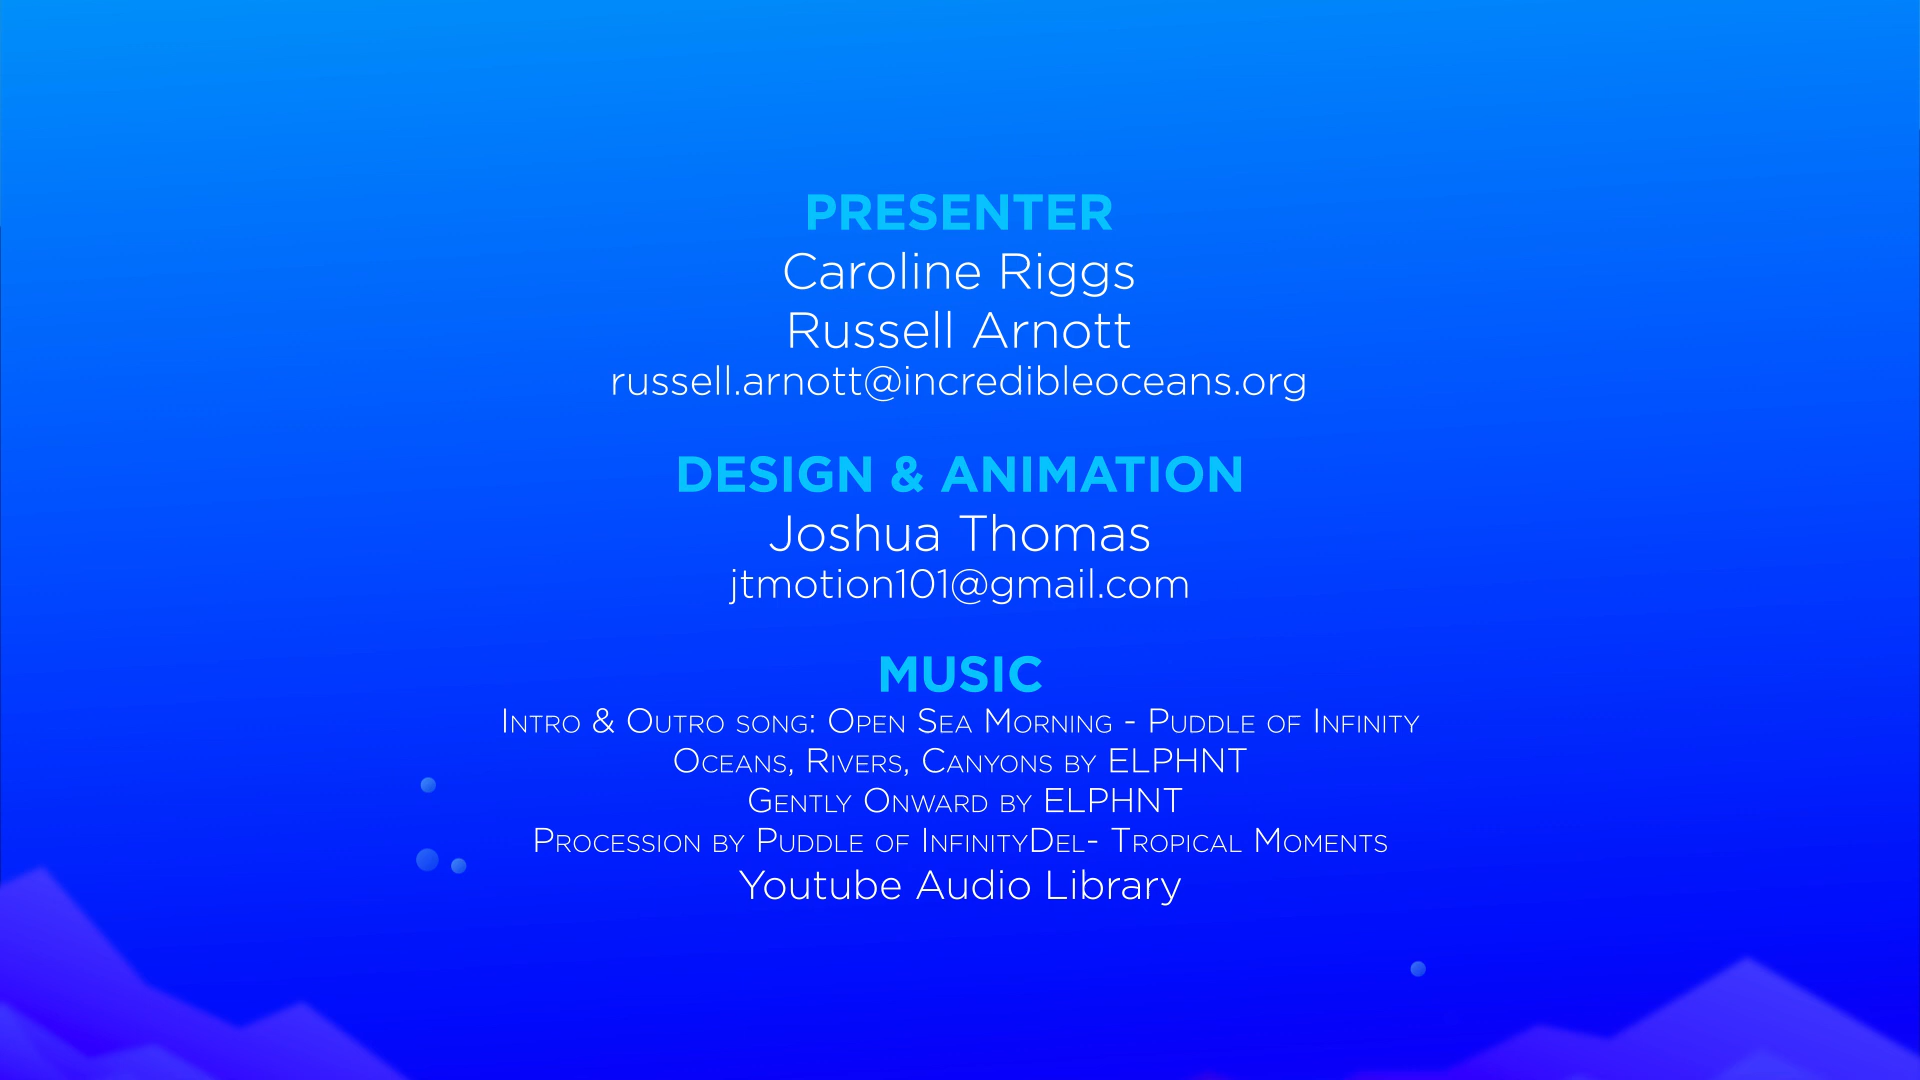 PRESENTER
Caroline Riggs
Russell Arnott
russell.arnott@incredibleoceans.org
DESIGN & ANIMATION
Joshua Thomas
jtmotion101@gmail.com
MUSIC
Intro & Outro song: Open Sea Morning - Puddle of Infinity
Oceans, Rivers, Canyons by ELPHNT
Gently Onward by ELPHNT
Procession by Puddle of InfinityDel- Tropical Moments
Youtube Audio Library